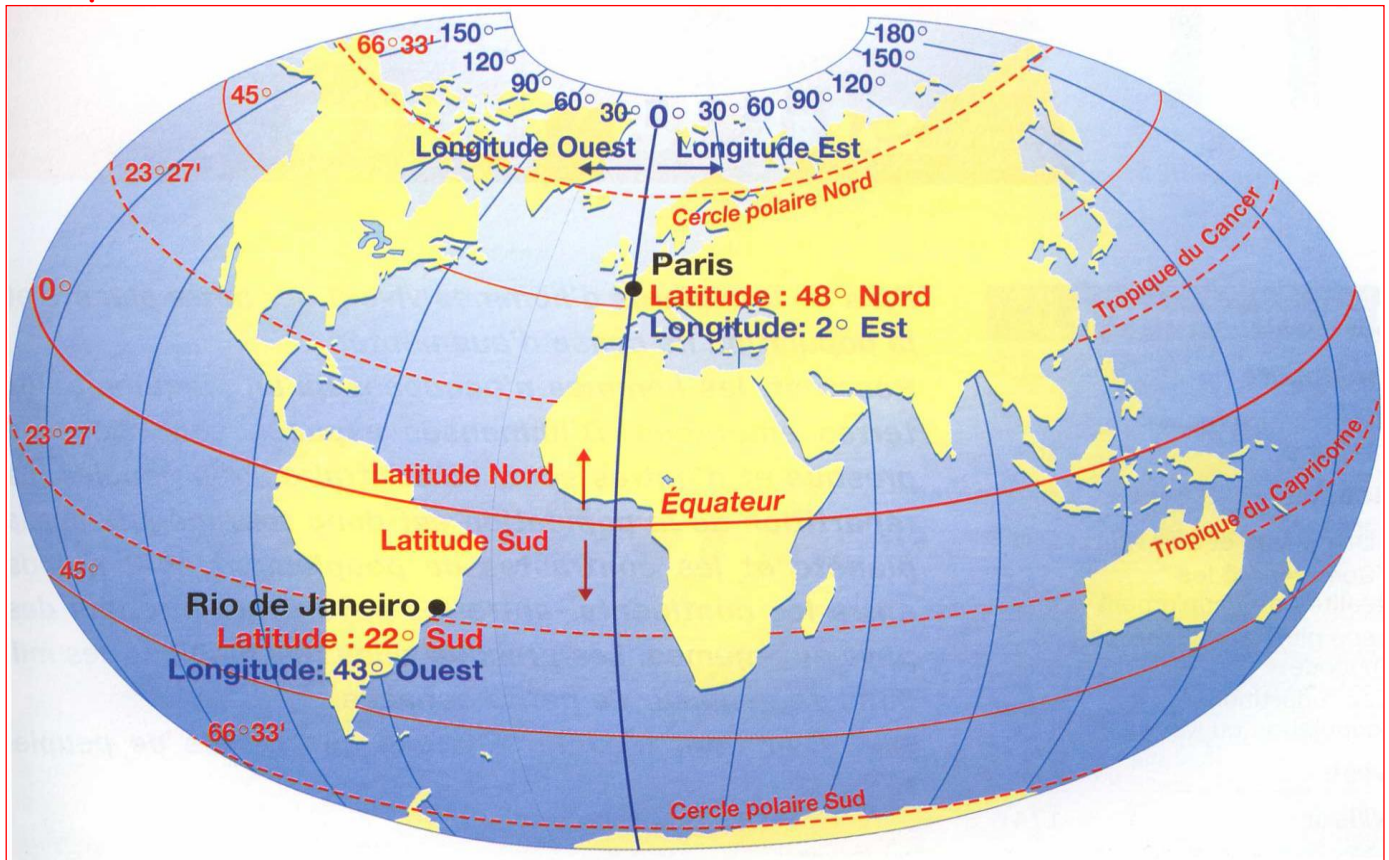 66°33'
150°
120°
90°
60°
30°
0°
30°
60°
90°
120°
150°
180°
45°
Longitude Ouest
Longitude Est
23°27'
Cercle polaire Nord
Tropique du Cancer
0°
Paris
Latitude : 48° Nord
Longitude: 2° Est
23°27'
Latitude Nord
Équateur
Latitude Sud
Tropique du Capricorne
45°
Rio de Janeiro
Latitude : 22° Sud
Longitude: 43° Ouest
66°33'
Cercle polaire Sud